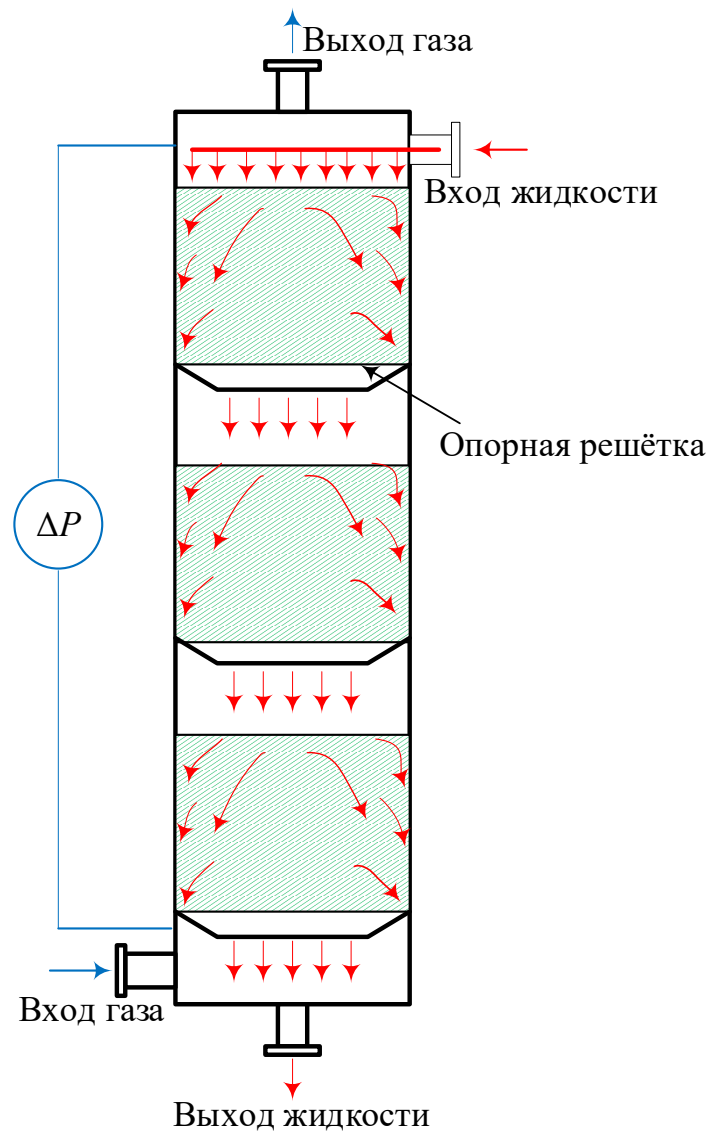 Выход газа
Вход жидкости
Опорная решётка
ΔP
Вход газа
Выход жидкости